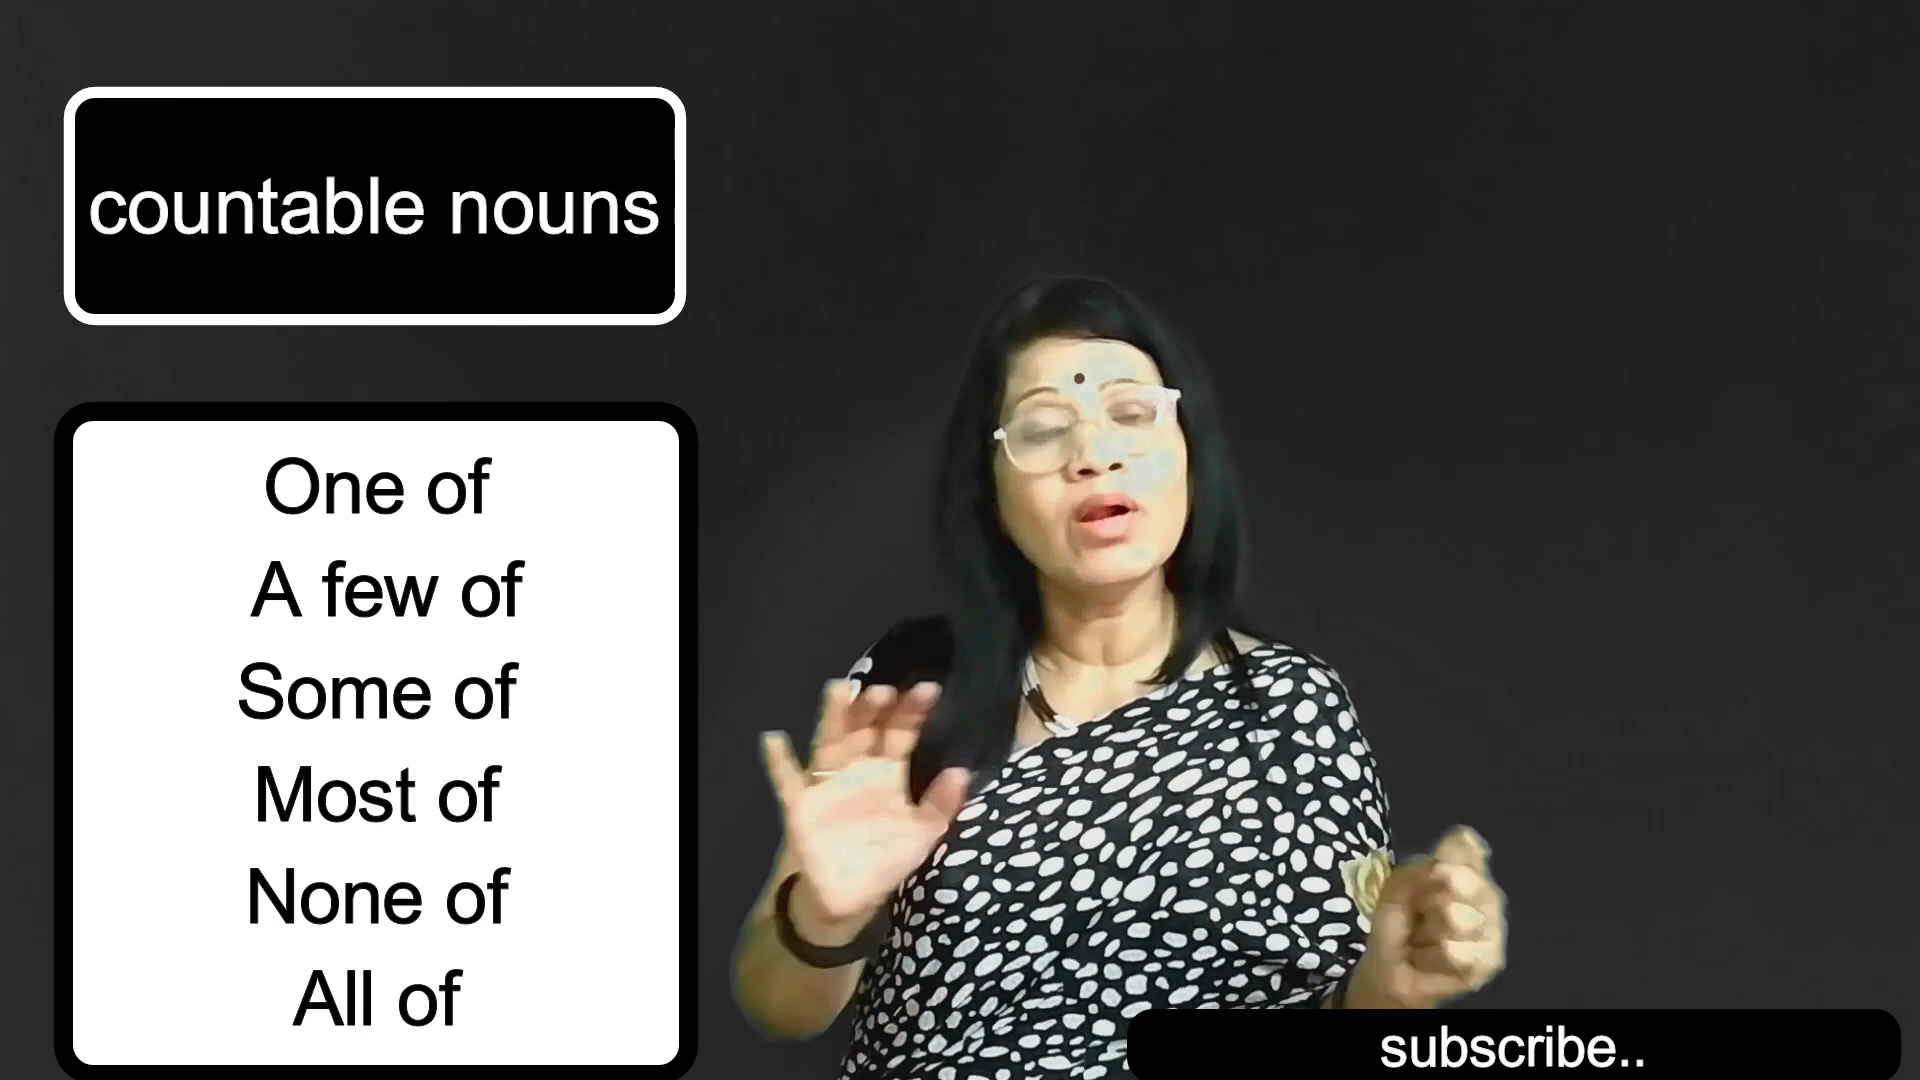 countable nouns
One of
A few of
Some of
Most of
None of
All of
subscribe..